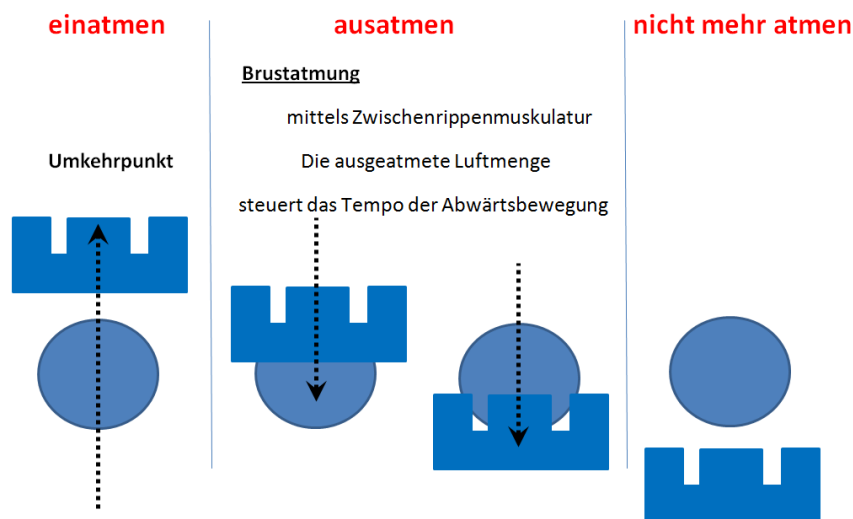 einatmen
ausatmen
nicht mehr atmen
Brustatmung
mittels Zwischenrippenmuskulatur
Umkehrpunkt
Die ausgeatmete Luftmenge
steuert das Tempo der Abwärtsbewegung